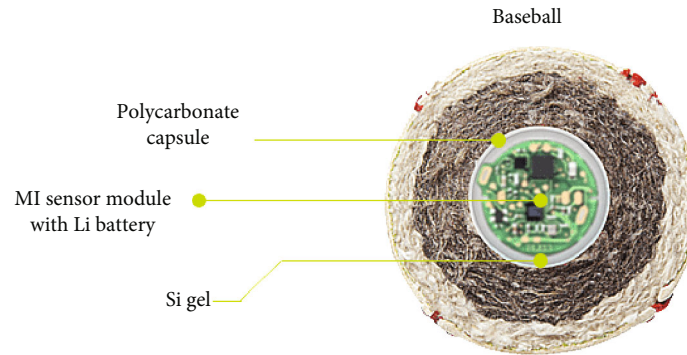 Baseball
Polycarbonate
capsule
MI sensor module
with Li battery
Si gel